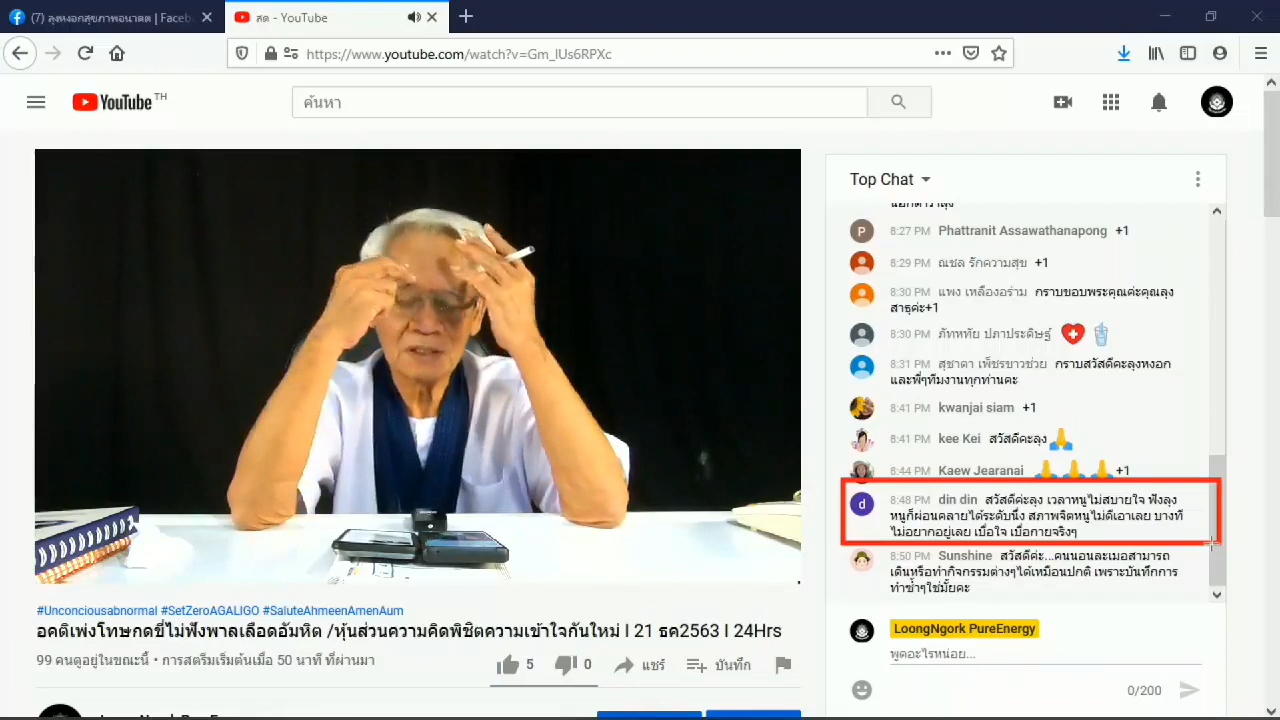 (7) ลุงหงอกสุขภาพอนาคต | Faceb
สด - YouTube
https://www.youtube.com/watch?v=Gm_lUs6RPXc
YouTube TH
ค้นหา
Top Chat
8:27 PM Phattranit Assawathanapong +1
8:29 PM ณชล รักความสุข +1
8:30 PM แพง เหลืองอร่าม กราบขอบพระคุณค่ะคุณลุง
สาธุค่ะ+1
8:30 PM ภัททหัย ปภาประดิษฐ์
8:31 PM สุชาดา เพ็ชรขาวช่วย กราบสวัสดีคะลุงหงอก
และพี่ๆทีมงานทุกท่านคะ
8:41 PM kwanjai siam +1
8:41 PM kee Kei สวัสดีคะลุง🙏
8:44 PM Kaew Jearanai 🙏🙏🙏+1
d
8:48 PM din din สวัสดีค่ะลุง เวลาหนูไม่สบายใจ ฟังลุง
หนูก็ผ่อนคลายได้ระดับนึง สภาพจิตหนูไม่ดีเอาเลย บางที
ไม่อยากอยู่เลย เบื่อใจ เบื่อกายจริงๆ
8:50 PM Sunshine สวัสดีค่ะ...คนนอนละเมอสามารถ
เดินหรือทำกิจกรรมต่างๆได้เหมือนปกติ เพราะบันทึกการ
ทำซ้ำๆใช่มั้ยคะ
#Unconciousabnormal #SetZeroAGALIGO #SaluteAhmeenAmenAum
อคติเพ่งโทษกดขี่ไม่ฟังพาลเลือดอัมหิต /หุ้นส่วนความคิดพิชิตความเข้าใจกันใหม่ l 21 ธค2563 l 24Hrs
99 คนดูอยู่ในขณะนี้ • การสตรีมเริ่มต้นเมื่อ 50 นาที ที่ผ่านมา
5
0
แชร์
บันทึก
LoongNgork PureEnergy
พูดอะไรหน่อย...
0/200